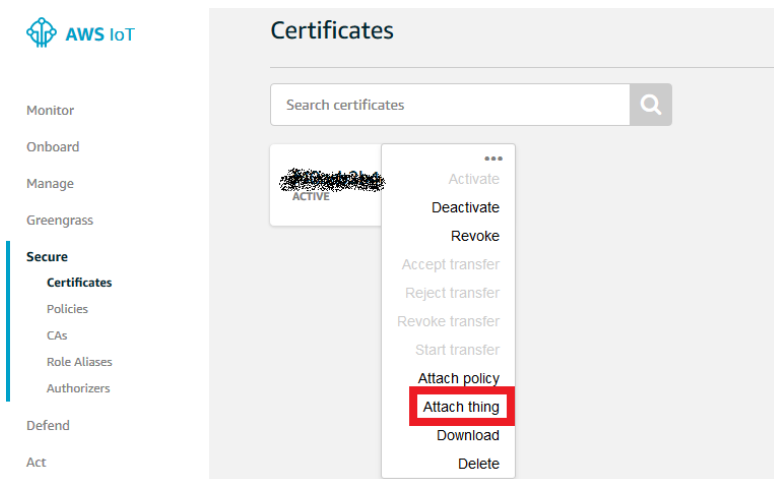 AWS IoT
Certificates
Monitor
Onboard
Manage
Greengrass
Secure
Certificates
Policies
CAs
Role Aliases
Authorizers
Defend
Act
Search certificates
ACTIVE
Activate
Deactivate
Revoke
Accept transfer
Reject transfer
Revoke transfer
Start transfer
Attach policy
Attach thing
Download
Delete